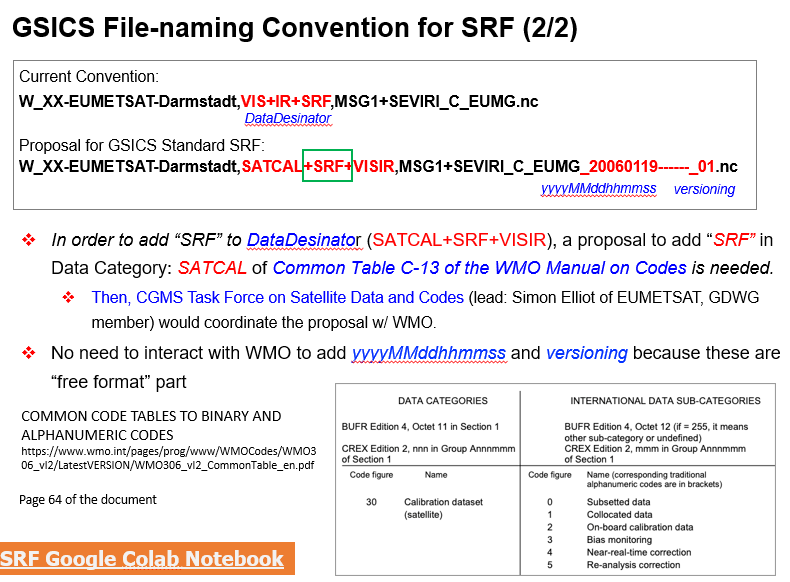 GSICS File-naming Convention for SRF (2/2)
Current Convention:
W_XX-EUMETSAT-Darmstadt,VIS+IR+SRF,MSG1+SEVIRI_C_EUMG.nc
DataDesinator
Proposal for GSICS Standard SRF:
W_XX-EUMETSAT-Darmstadt,SATCAL+SRF+VISIR,MSG1+SEVIRI_C_EUMG_20060119------_01.nc
yyyyMMddhhmmss versioning
❖ In order to add “SRF” to DataDesinator (SATCAL+SRF+VISIR), a proposal to add “SRF” in
Data Category: SATCAL of Common Table C-13 of the WMO Manual on Codes is needed.
❖ Then, CGMS Task Force on Satellite Data and Codes (lead: Simon Elliot of EUMETSAT, GDWG
member) would coordinate the proposal w/ WMO.
❖ No need to interact with WMO to add yyyyMMddhhmmss and versioning because these are
“free format” part
COMMON CODE TABLES TO BINARY AND
ALPHANUMERIC CODES
https://www.wmo.int/pages/prog/www/WMOCodes/WMO3
06_vI2/LatestVERSION/WMO306_vI2_CommonTable_en.pdf
Page 64 of the document
DATA CATEGORIES
BUFR Edition 4, Octet 11 in Section 1
CREX Edition 2, nnn in Group Annnmmm
of Section 1
Code figure Name
30 Calibration dataset
(satellite)
INTERNATIONAL DATA SUB-CATEGORIES
BUFR Edition 4, Octet 12 (if = 255, it means
other sub-category or undefined)
CREX Edition 2, mmm in Group Annnmmm
of Section 1
Code figure Name (corresponding traditional
alphanumeric codes are in brackets)
0 Subsetted data
1 Collocated data
2 On-board calibration data
3 Bias monitoring
4 Near-real-time correction
5 Re-analysis correction
SRF Google Colab Notebook